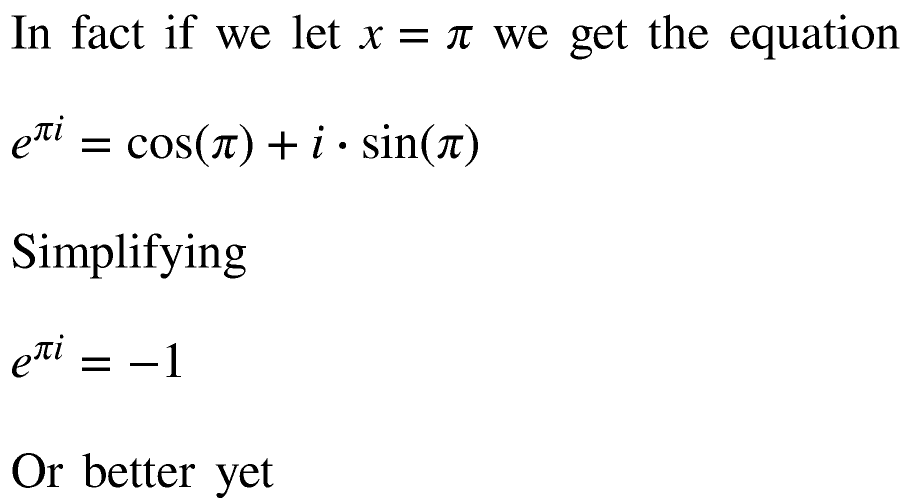 In fact if we let x = π we get the equation
e^{πi} = cos(π) + i · sin(π)
Simplifying
e^{πi} = −1
Or better yet